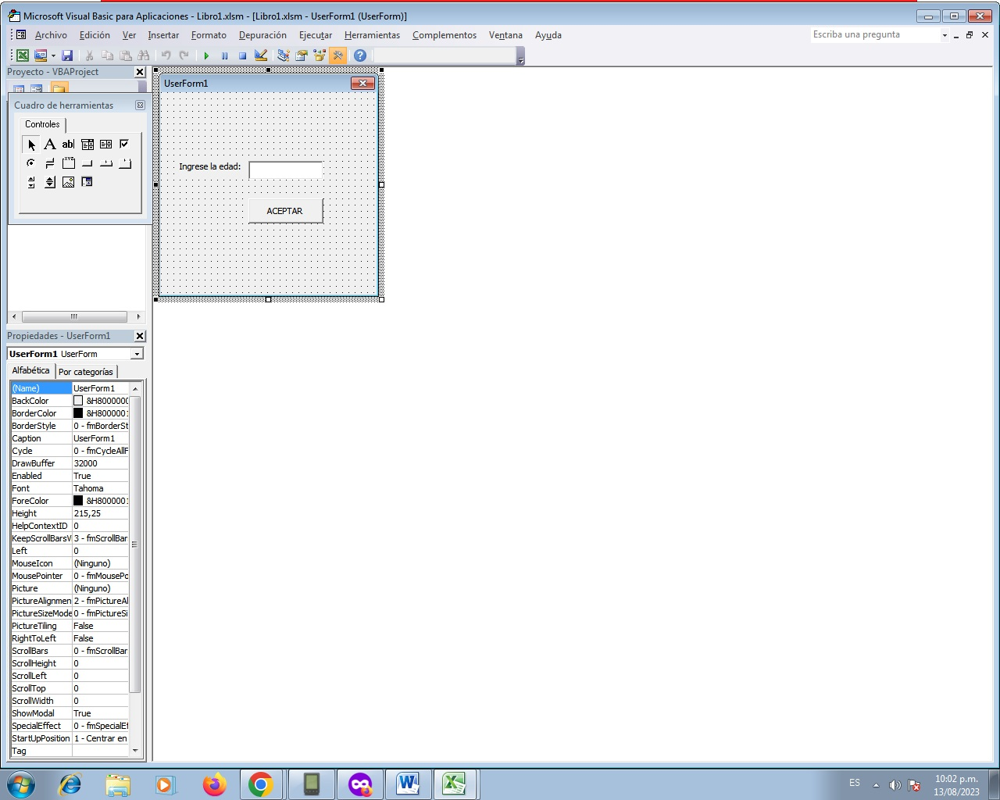 Microsoft Visual Basic para Aplicaciones - Libro1.xlsm - [Libro1.xlsm - UserForm1 (UserForm)]
Archivo Edición Ver Insertar Formato Depuración Ejecutar Herramientas Complementos Ventana Ayuda Escriba una pregunta
Proyecto - VBAProject
Cuadro de herramientas
Controles
A ab|
xyz
UserForm1
Ingrese la edad:
ACEPTAR
Propiedades - UserForm1
UserForm1 UserForm
Alfabética Por categorías
(Name) UserForm1
BackColor &H8000000
BorderColor &H8000001
BorderStyle 0 - fmBorderSt
Caption UserForm1
Cycle 0 - fmCycleAllF
DrawBuffer 32000
Enabled True
Font Tahoma
ForeColor &H8000001
Height 215,25
HelpContextID 0
KeepScrollBarsV 3 - fmScrollBar
Left 0
MouseIcon (Ninguno)
MousePointer 0 - fmMousePo
Picture (Ninguno)
PictureAlignmen 2 - fmPictureAl
PictureSizeMode 0 - fmPictureSi
PictureTiling False
RightToLeft False
ScrollBars 0 - fmScrollBar
ScrollHeight 0
ScrollLeft 0
ScrollTop 0
ScrollWidth 0
ShowModal True
SpecialEffect 0 - fmSpecialEf
StartUpPosition 1 - Centrar en
Tag
ES
10:02 p.m.
13/08/2023